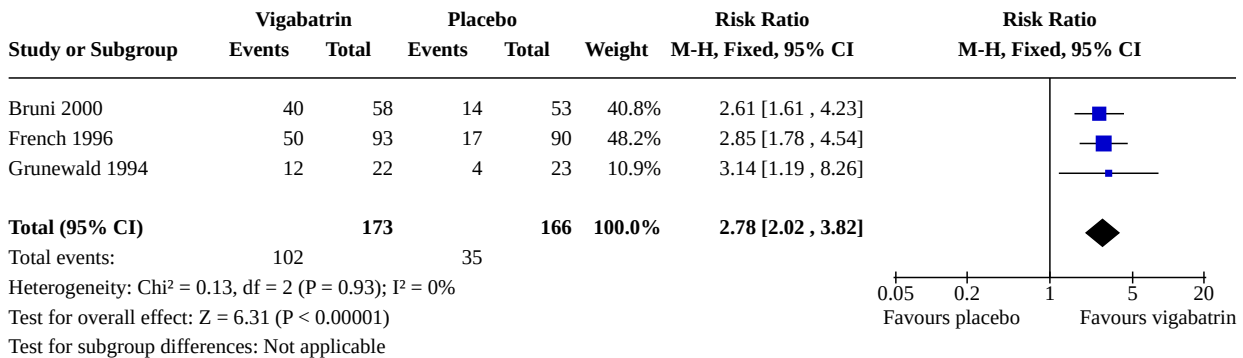 Vigabatrin Placebo Risk Ratio Risk Ratio
Study or Subgroup Events Total Events Total Weight M-H, Fixed, 95% CI M-H, Fixed, 95% CI
Bruni 2000 40 58 14 53 40.8% 2.61 [1.61 , 4.23]
French 1996 50 93 17 90 48.2% 2.85 [1.78 , 4.54]
Grunewald 1994 12 22 4 23 10.9% 3.14 [1.19 , 8.26]
Total (95% CI) 173 166 100.0% 2.78 [2.02 , 3.82]
Total events: 102 35
Heterogeneity: Chi² = 0.13, df = 2 (P = 0.93); I² = 0%
0.05 0.2 1 5 20
Test for overall effect: Z = 6.31 (P < 0.00001)
Favours placebo Favours vigabatrin
Test for subgroup differences: Not applicable